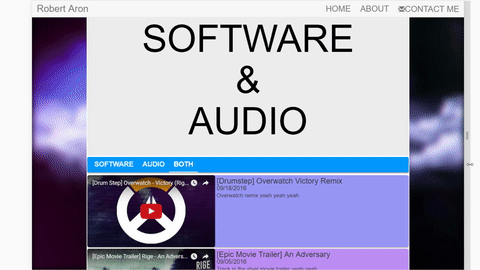 Robert Aron HOME ABOUT CONTACT ME
SOFTWARE
&
AUDIO
SOFTWARE AUDIO BOTH
[Drum Step] Overwatch - Victory (Rig...
[Drumstep] Overwatch Victory Remix
09/18/2016
Overwatch remix yeah yeah yeah
[Epic Movie Trailer] Rige - An Advers...
RIGE
[Epic Movie Trailer] An Adversary
09/05/2016